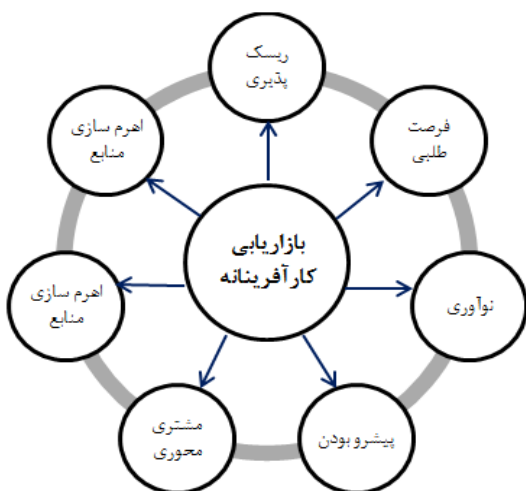 ریسک
پذیری
فرصت
طلبی
اهرم سازی
منابع
بازاریابی
کارآفرینانه
نوآوری
اهرم سازی
منابع
پیشرو بودن
مشتری
محوری